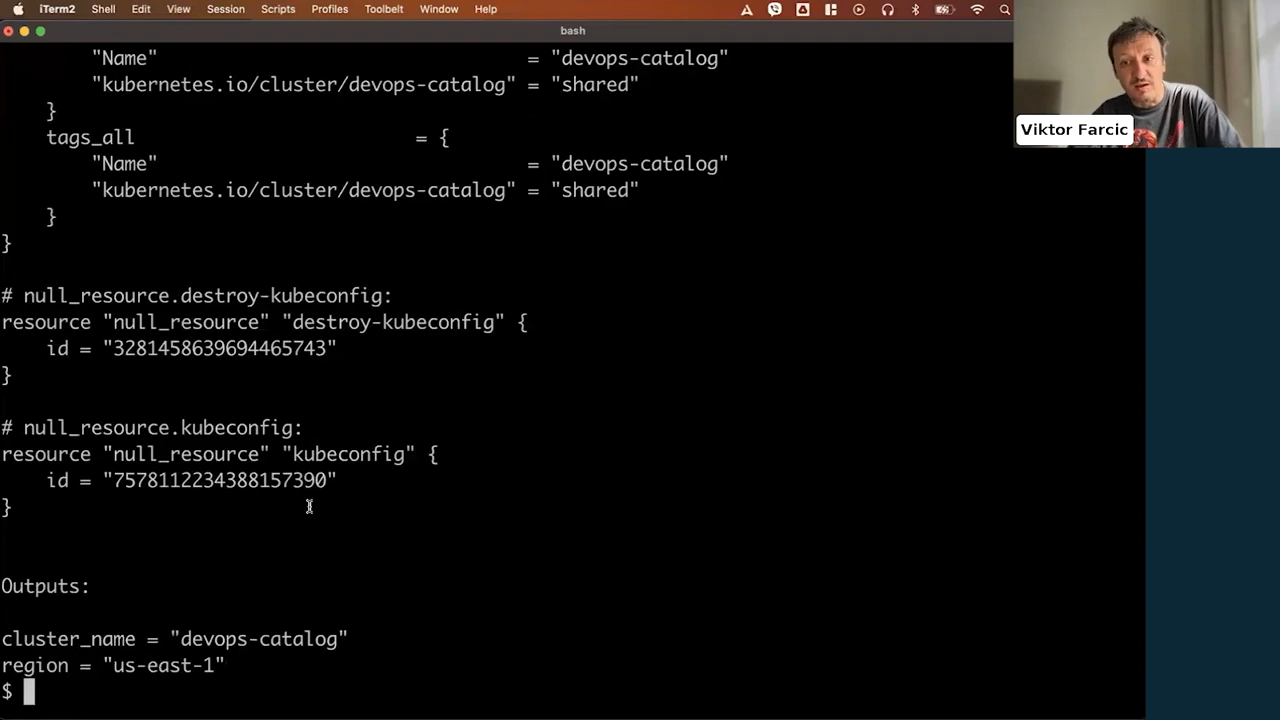 iTerm2 Shell Edit View Session Scripts Profiles Toolbelt Window Help
bash
"Name" = "devops-catalog"
"kubernetes.io/cluster/devops-catalog" = "shared"
}
tags_all = {
"Name" = "devops-catalog"
"kubernetes.io/cluster/devops-catalog" = "shared"
}
}
# null_resource.destroy-kubeconfig:
resource "null_resource" "destroy-kubeconfig" {
id = "3281458639694465743"
}
# null_resource.kubeconfig:
resource "null_resource" "kubeconfig" {
id = "7578112234388157390"
}
Outputs:
cluster_name = "devops-catalog"
region = "us-east-1"
$
Viktor Farcic